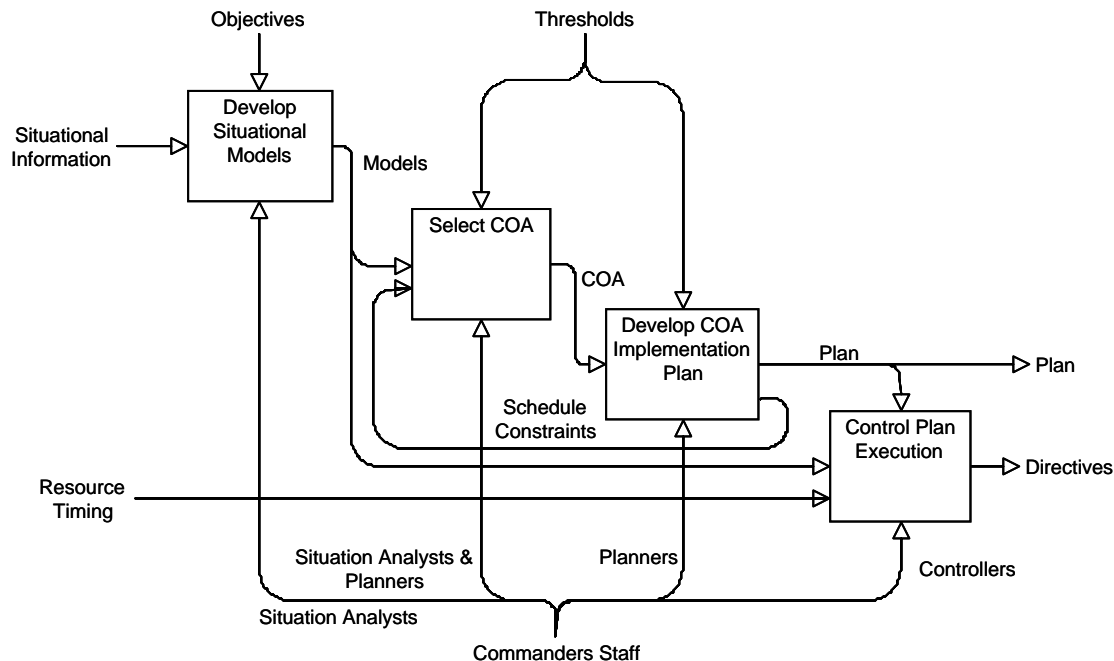 Objectives
Thresholds
Develop
Situational
Models
Situational
Information
Models
Select COA
COA
Develop COA
Implementation
Plan
Plan
Plan
Schedule
Constraints
Control Plan
Execution
Directives
Resource
Timing
Situation Analysts &
Planners
Planners
Controllers
Situation Analysts
Commanders Staff